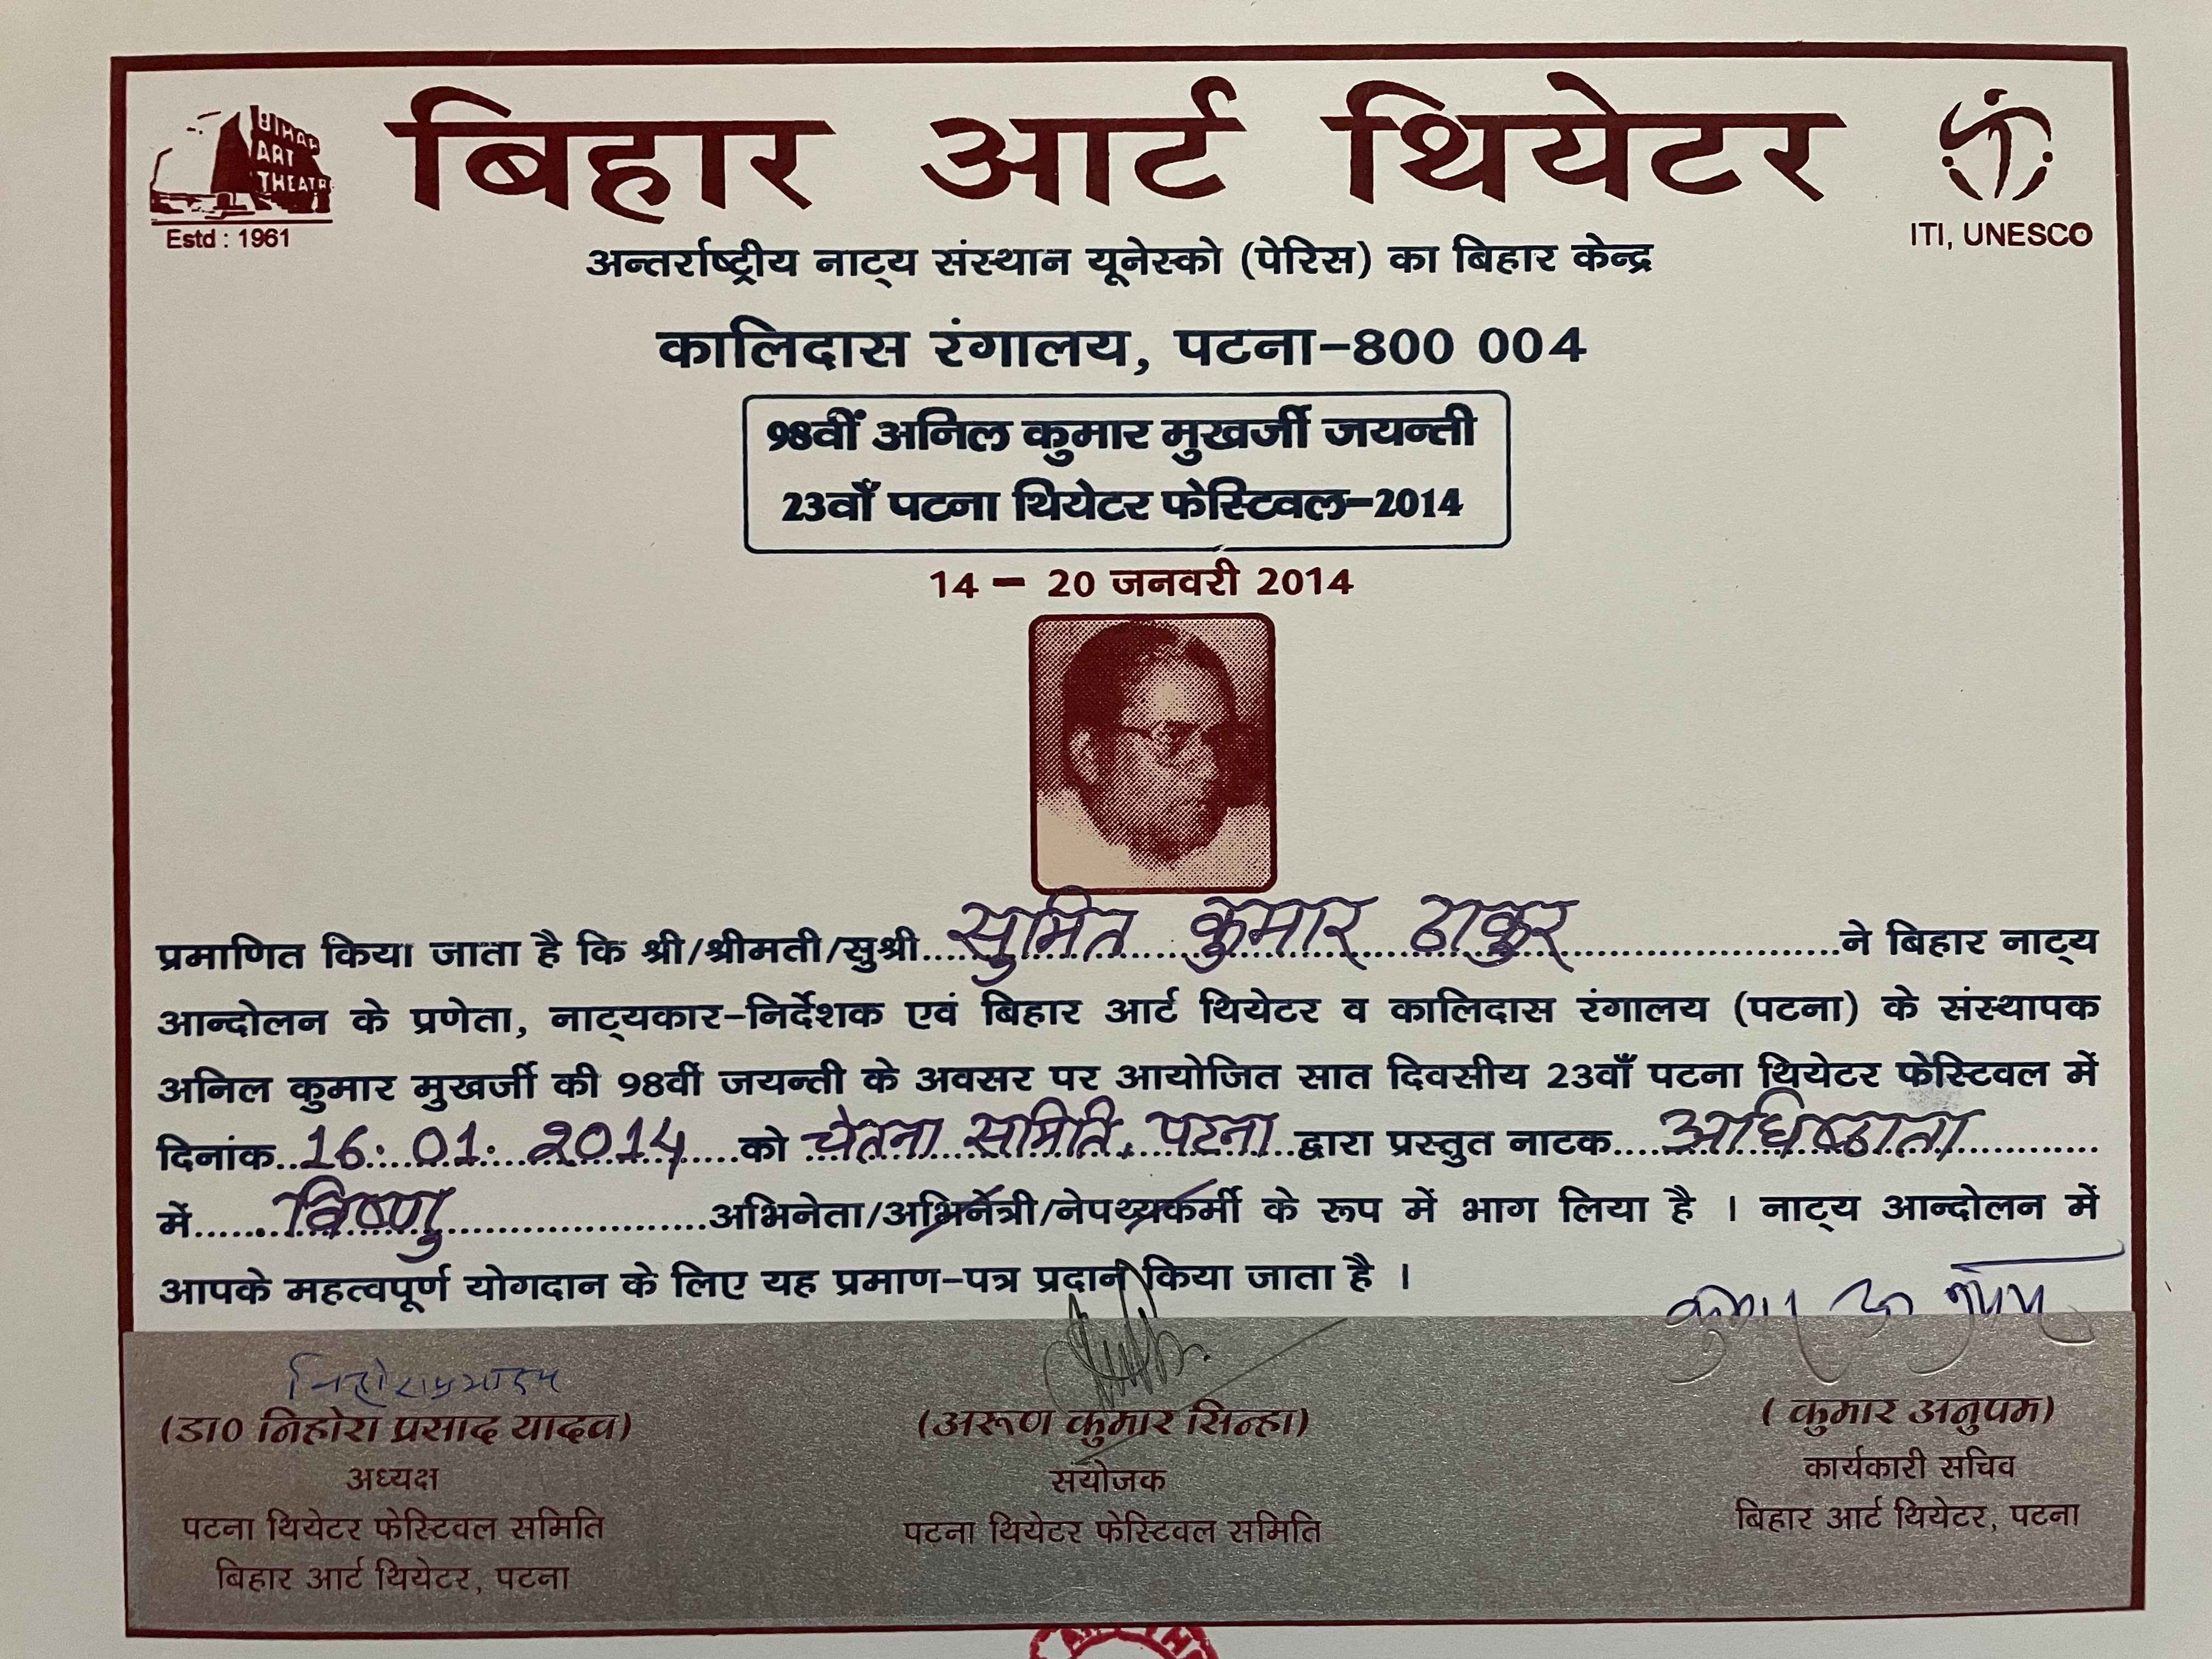 BIHAR
ART
THEATR
Estd : 1961
बिहार आर्ट थियेटर
ITI, UNESCO
अन्तर्राष्ट्रीय नाट्य संस्थान यूनेस्को (पेरिस) का बिहार केन्द्र
कालिदास रंगालय, पटना-800 004
98वीं अनिल कुमार मुखर्जी जयन्ती
23वाँ पटना थियेटर फेस्टिवल-2014
14 - 20 जनवरी 2014
प्रमाणित किया जाता है कि श्री/श्रीमती/सुश्री सुमित कुमार ठाकुर ने बिहार नाट्य
आन्दोलन के प्रणेता, नाट्यकार-निर्देशक एवं बिहार आर्ट थियेटर व कालिदास रंगालय (पटना) के संस्थापक
अनिल कुमार मुखर्जी की 98वीं जयन्ती के अवसर पर आयोजित सात दिवसीय 23वाँ पटना थियेटर फेस्टिवल में
दिनांक 16.01.2014 को चेतना समिति, पटना द्वारा प्रस्तुत नाटक अधिष्ठाता
में विष्णु अभिनेता/अभिनेत्री/नेपथ्यकर्मी के रूप में भाग लिया है ।  नाट्य आन्दोलन में
आपके महत्वपूर्ण योगदान के लिए यह प्रमाण-पत्र प्रदान किया जाता है ।
कुमार अनुपम
(डा0 निहोरा प्रसाद यादव)
अध्यक्ष
पटना थियेटर फेस्टिवल समिति
बिहार आर्ट थियेटर, पटना
(अरूण कुमार सिन्हा)
संयोजक
पटना थियेटर फेस्टिवल समिति
( कुमार अनुपम)
कार्यकारी सचिव
बिहार आर्ट थियेटर, पटना